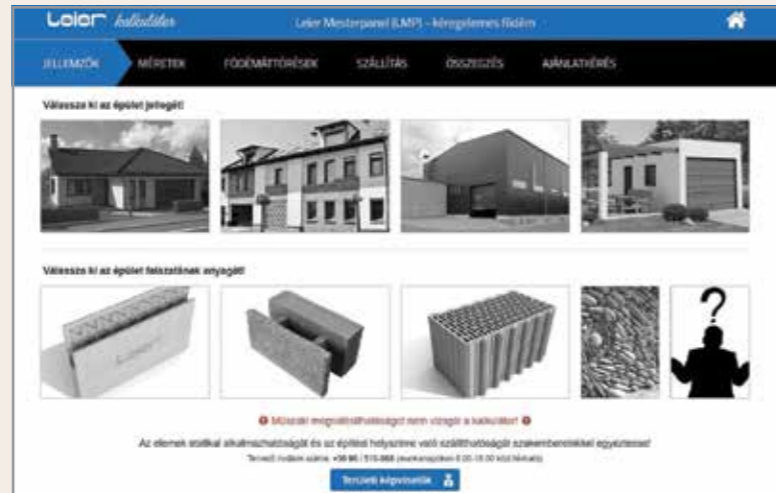 Leier kalkulátor
Leier Mesterpanel (LMP) - kéregelemes födém
JELLEMZŐK
MÉRETEK
FÖDÉMÁTTÖRÉSEK
SZÁLLÍTÁS
ÖSSZEGZÉS
AJÁNLATKÉRÉS
Válassza ki az épület jellegét!
Válassza ki az épület falazatának anyagát!
Leier
?
Műszaki megvalósíthatóságot nem vizsgál a kalkulátor!
Az elemek statikai alkalmazhatóságát és az építési helyszínre való szállíthatóságát szakemberünkkel egyeztesse!
Területi képviselők